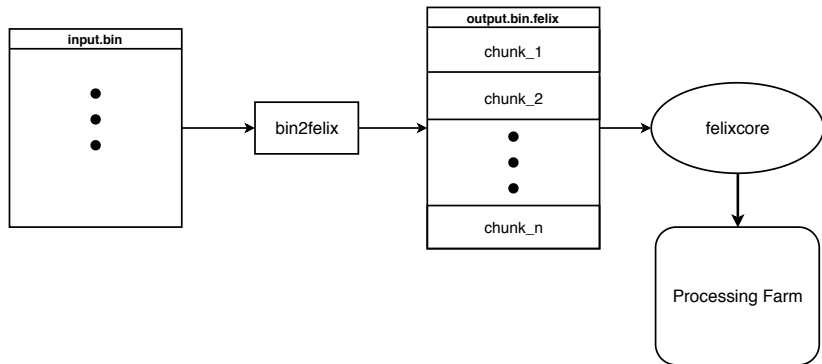 input.bin
bin2felix
output.bin.felix
chunk_1
chunk_2
chunk_n
felixcore
Processing Farm